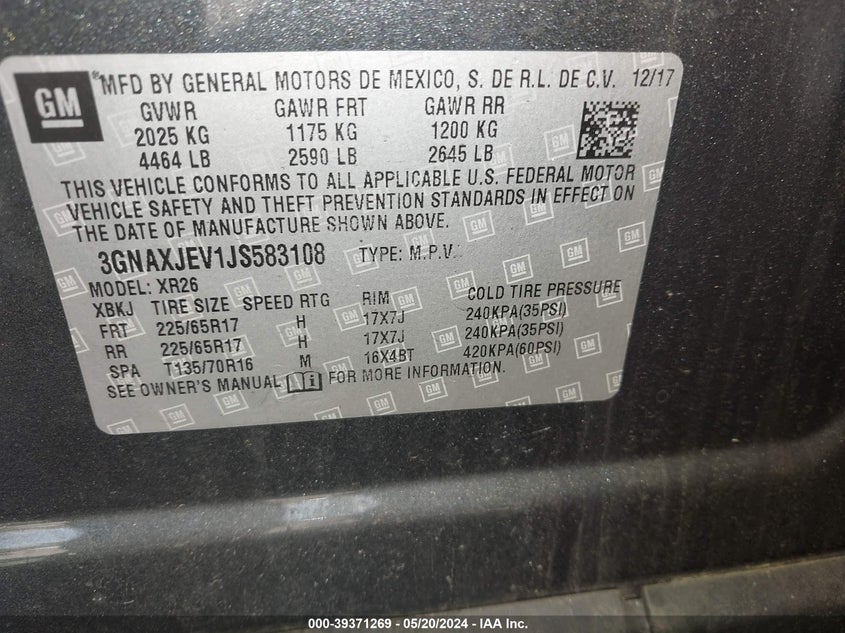 GM
®MFD BY GENERAL MOTORS DE MEXICO, S. DE R.L. DE C.V. 12/17
GVWR GAWR FRT GAWR RR
2025 KG 1175 KG 1200 KG
4464 LB 2590 LB 2645 LB
THIS VEHICLE CONFORMS TO ALL APPLICABLE U.S. FEDERAL MOTOR
VEHICLE SAFETY AND THEFT PREVENTION STANDARDS IN EFFECT ON
THE DATE OF MANUFACTURE SHOWN ABOVE.
3GNAXJEV1JS583108 TYPE: M.P.V.
MODEL: XR26
XBKJ TIRE SIZE SPEED RTG RIM COLD TIRE PRESSURE
FRT 225/65R17 H 17X7J 240KPA(35PSI)
RR 225/65R17 H 17X7J 240KPA(35PSI)
SPA T135/70R16 M 16X4BT 420KPA(60PSI)
SEE OWNER'S MANUAL FOR MORE INFORMATION.
000-39371269 - 05/20/2024 - IAA Inc.